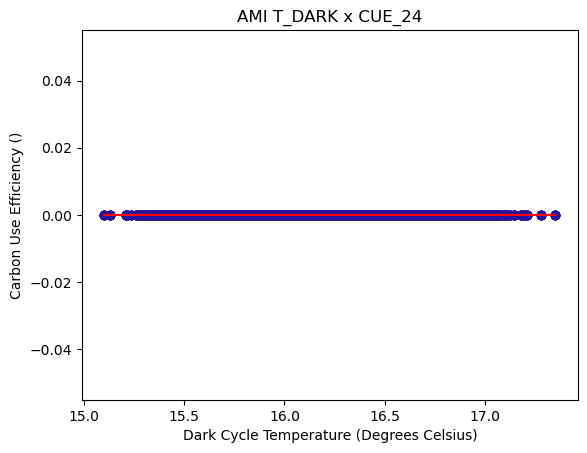 AMI T_DARK x CUE_24
0.04
0.02
0.00
−0.02
−0.04
Carbon Use Efficiency ()
15.0 15.5 16.0 16.5 17.0
Dark Cycle Temperature (Degrees Celsius)